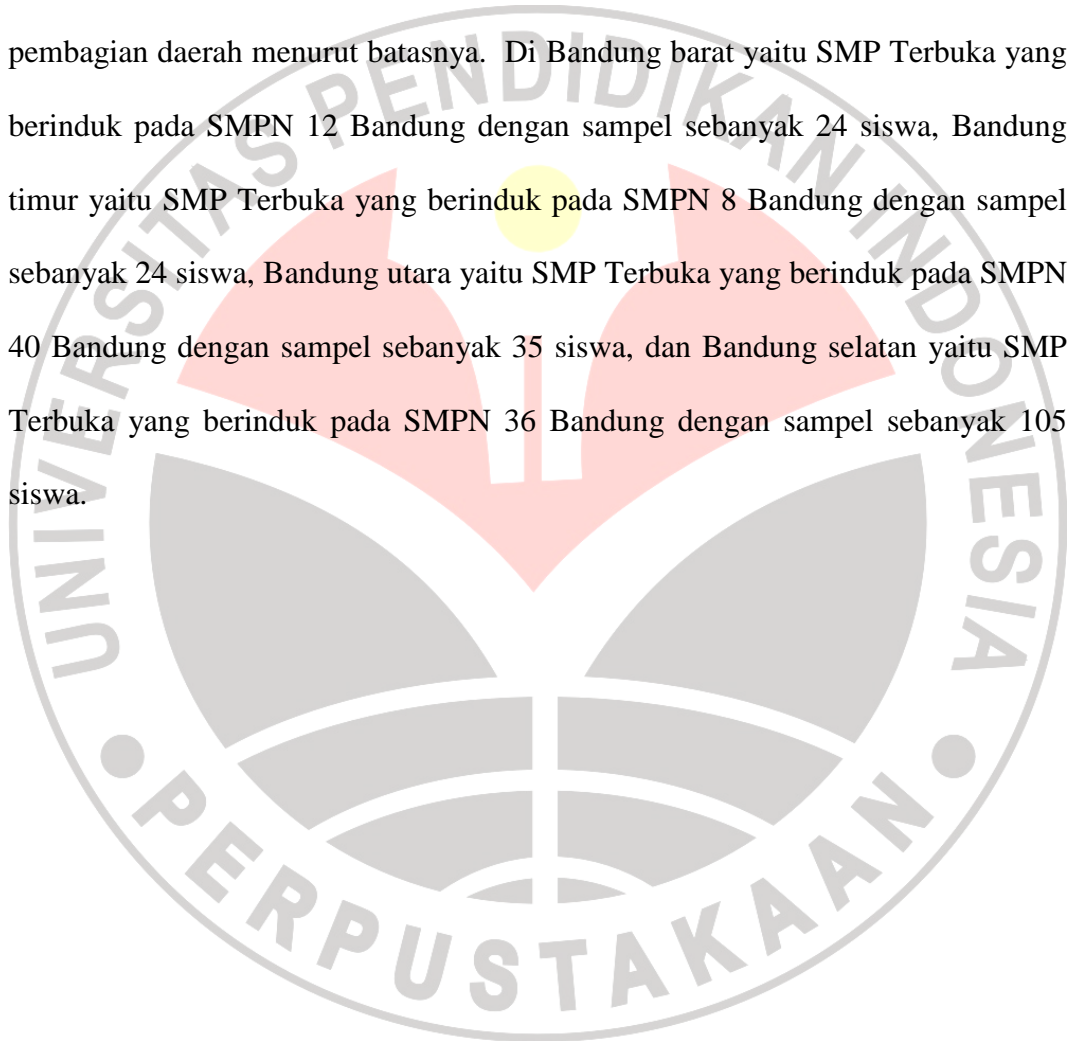 pembagian daerah menurut batasnya. Di Bandung barat yaitu SMP Terbuka yang
berinduk pada SMPN 12 Bandung dengan sampel sebanyak 24 siswa, Bandung
timur yaitu SMP Terbuka yang berinduk pada SMPN 8 Bandung dengan sampel
sebanyak 24 siswa, Bandung utara yaitu SMP Terbuka yang berinduk pada SMPN
40 Bandung dengan sampel sebanyak 35 siswa, dan Bandung selatan yaitu SMP
Terbuka yang berinduk pada SMPN 36 Bandung dengan sampel sebanyak 105
siswa.
UNIVERSITAS PENDIDIKAN INDONESIA
PERPUSTAKAAN